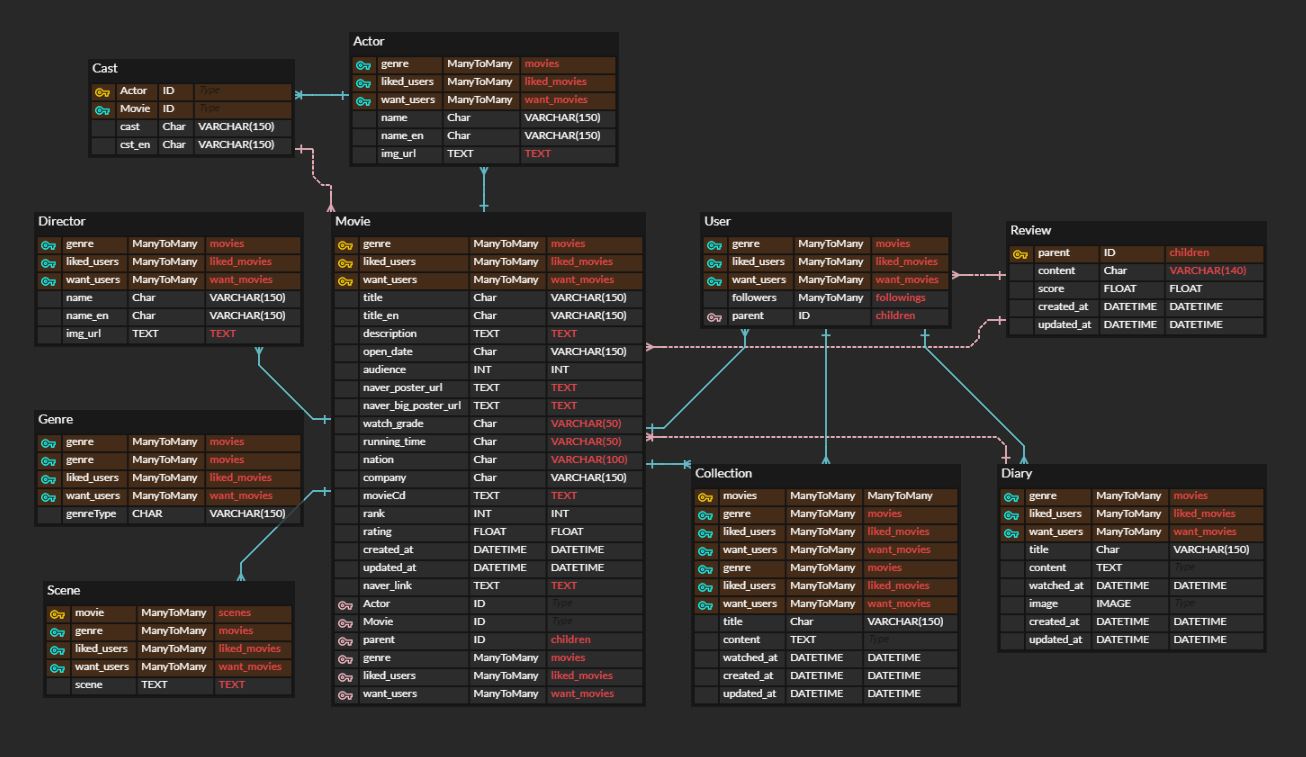 Actor
genre ManyToMany movies
liked_users ManyToMany liked_movies
want_users ManyToMany want_movies
name Char VARCHAR(150)
name_en Char VARCHAR(150)
img_url TEXT TEXT
Cast
Actor ID Type
Movie ID Type
cast Char VARCHAR(150)
cst_en Char VARCHAR(150)
Director
genre ManyToMany movies
liked_users ManyToMany liked_movies
want_users ManyToMany want_movies
name Char VARCHAR(150)
name_en Char VARCHAR(150)
img_url TEXT TEXT
Movie
genre ManyToMany movies
liked_users ManyToMany liked_movies
want_users ManyToMany want_movies
title Char VARCHAR(150)
title_en Char VARCHAR(150)
description TEXT TEXT
open_date Char VARCHAR(150)
audience INT INT
naver_poster_url TEXT TEXT
naver_big_poster_url TEXT TEXT
watch_grade Char VARCHAR(50)
running_time Char VARCHAR(50)
nation Char VARCHAR(100)
company Char VARCHAR(150)
movieCd TEXT TEXT
rank INT INT
rating FLOAT FLOAT
created_at DATETIME DATETIME
updated_at DATETIME DATETIME
naver_link TEXT TEXT
Actor ID Type
Movie ID Type
parent ID children
genre ManyToMany movies
liked_users ManyToMany liked_movies
want_users ManyToMany want_movies
User
genre ManyToMany movies
liked_users ManyToMany liked_movies
want_users ManyToMany want_movies
followers ManyToMany followings
parent ID children
Review
parent ID children
content Char VARCHAR(140)
score FLOAT FLOAT
created_at DATETIME DATETIME
updated_at DATETIME DATETIME
Genre
genre ManyToMany movies
genre ManyToMany movies
liked_users ManyToMany liked_movies
want_users ManyToMany want_movies
genreType CHAR VARCHAR(150)
Scene
movie ManyToMany scenes
genre ManyToMany movies
liked_users ManyToMany liked_movies
want_users ManyToMany want_movies
scene TEXT TEXT
Collection
movies ManyToMany ManyToMany
genre ManyToMany movies
liked_users ManyToMany liked_movies
want_users ManyToMany want_movies
genre ManyToMany movies
liked_users ManyToMany liked_movies
want_users ManyToMany want_movies
title Char VARCHAR(150)
content TEXT Type
watched_at DATETIME DATETIME
created_at DATETIME DATETIME
updated_at DATETIME DATETIME
Diary
genre ManyToMany movies
liked_users ManyToMany liked_movies
want_users ManyToMany want_movies
title Char VARCHAR(150)
content TEXT Type
watched_at DATETIME DATETIME
image IMAGE Type
created_at DATETIME DATETIME
updated_at DATETIME DATETIME